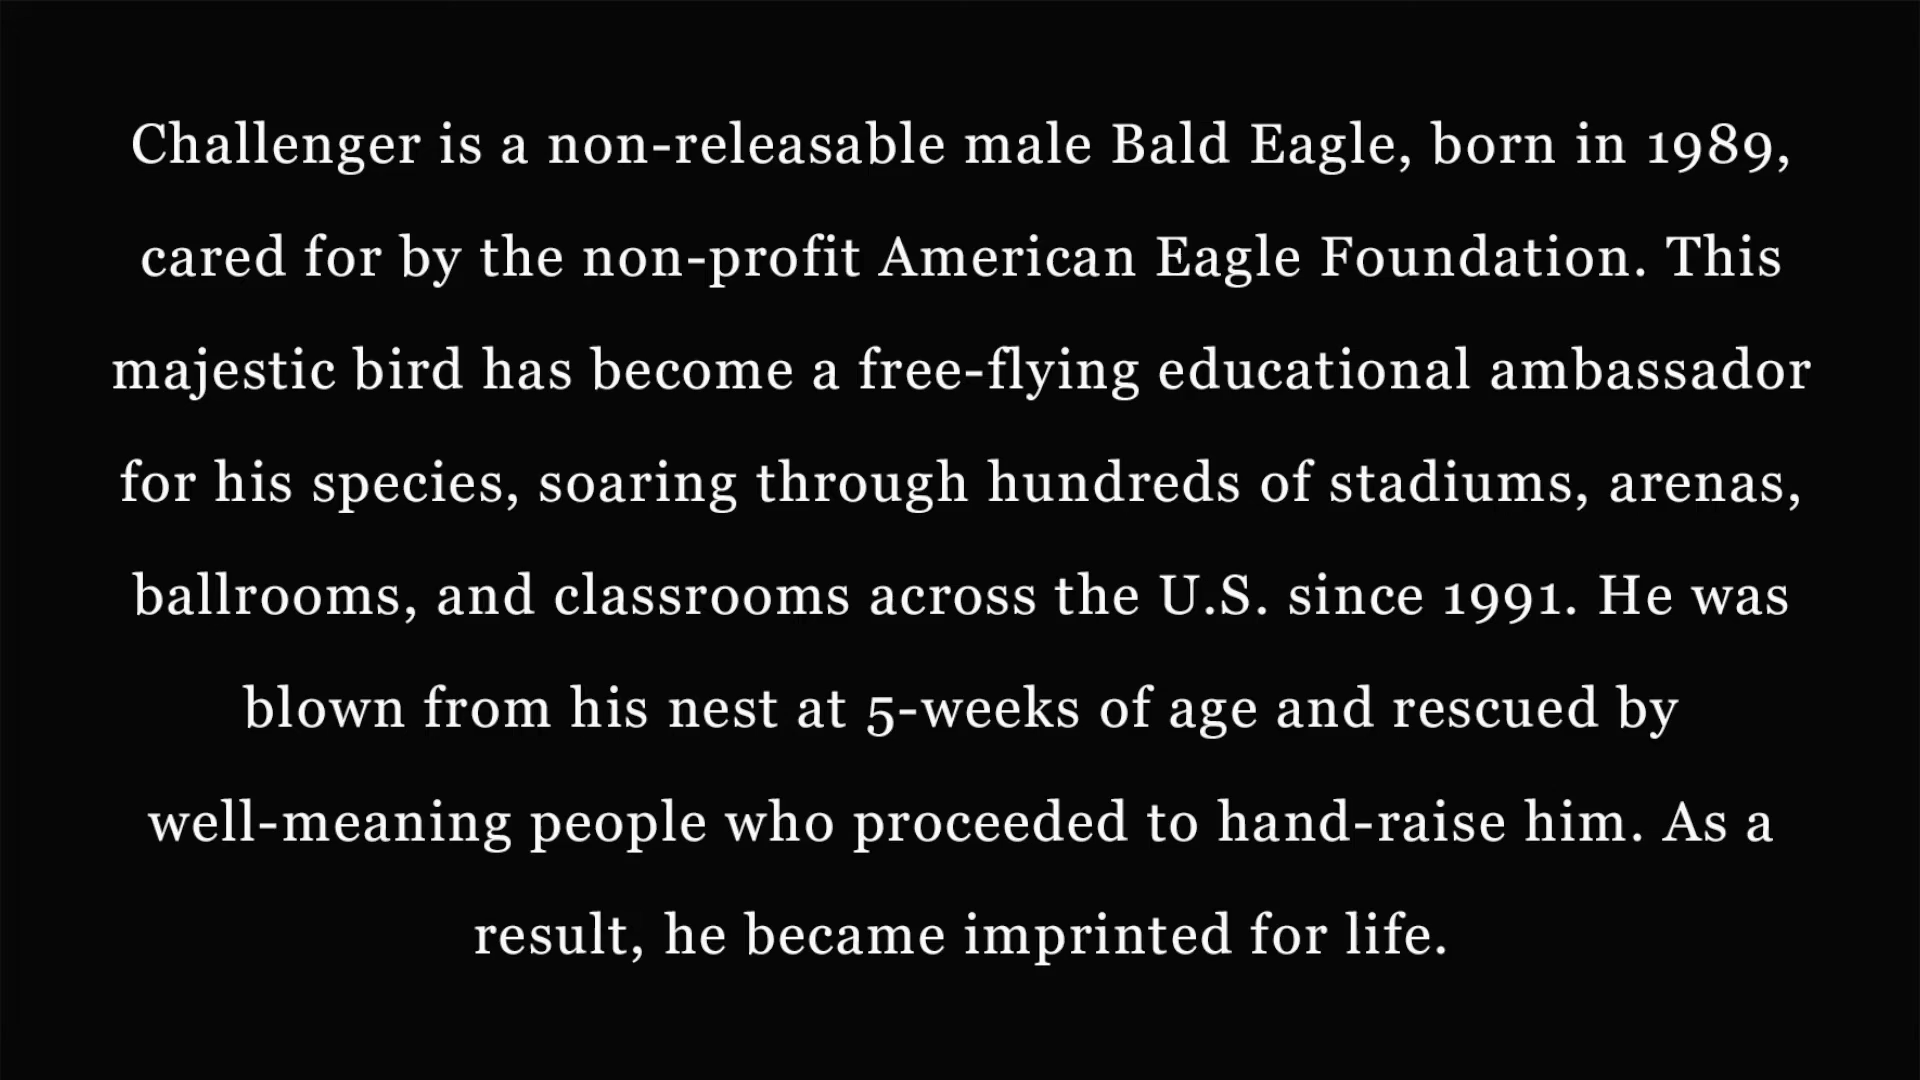 Challenger is a non-releasable male Bald Eagle, born in 1989,
cared for by the non-profit American Eagle Foundation. This
majestic bird has become a free-flying educational ambassador
for his species, soaring through hundreds of stadiums, arenas,
ballrooms, and classrooms across the U.S. since 1991. He was
blown from his nest at 5-weeks of age and rescued by
well-meaning people who proceeded to hand-raise him. As a
result, he became imprinted for life.